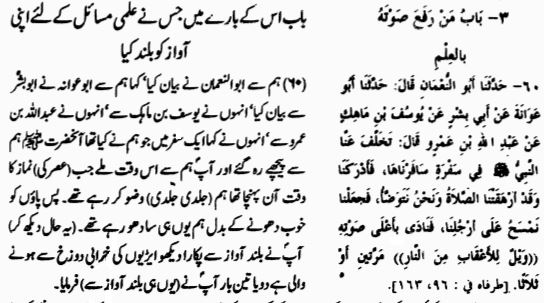 ٣- بَابُ مَنْ رَفَعَ صَوْتَهُ
بِالعِلْمِ
٦٠- حَدَّثَنَا أَبُو النُّعْمَانِ قَالَ: حَدَّثَنَا أَبُو
عَوَانَةَ عَنْ أَبِي بِشْرٍ عَنْ يُوسُفَ بْنِ مَاهِكٍ
عَنْ عَبْدِ اللهِ بْنِ عَمْرٍو قَالَ: تَخَلَّفَ عَنَّا
النَّبِيُّ ﷺ فِي سَفْرَةٍ سَافَرْنَاهَا، فَأَدْرَكَنَا
وَقَدْ أَرْهَقَتْنَا الصَّلاَةُ وَنَحْنُ نَتَوَضَّأُ، فَجَعَلْنَا
نَمْسَحُ عَلَى أَرْجُلِنَا، فَنَادَى بِأَعْلَى صَوْتِهِ
((وَيْلٌ لِلأَعْقَابِ مِنَ النَّارِ)) مَرَّتَيْنِ أَوْ
ثَلاَثًا. [طرفاه في : ٩٦، ١٦٣].
باب اس کے بارے میں جس نے علمی مسائل کے لئے اپنی
آواز کو بلند کیا
(٦٠) ہم سے ابوالنعمان نے بیان کیا' کہا ہم سے ابوعوانہ نے ابوبشر
سے بیان کیا' انہوں نے یوسف بن ماہک سے' انہوں نے عبداللہ بن
عمرو سے' انہوں نے کہا ایک سفر میں جو ہم نے کیا تھا آنحضرت ﷺ ہم
سے پیچھے رہ گئے اور آپ ہم سے اس وقت ملے جب (عصر کی) نماز کا
وقت آن پہنچا تھا ہم (جلدی جلدی) وضو کر رہے تھے۔ پس پاؤں کو
خوب دھونے کے بدل ہم یوں ہی سا دھو رہے تھے۔ (یہ حال دیکھ کر)
آپ نے بلند آواز سے پکارا دیکھو ایڑیوں کی خرابی دوزخ سے ہونے
والی ہے دو یا تین بار آپ نے (یوں ہی بلند آواز سے) فرمایا۔